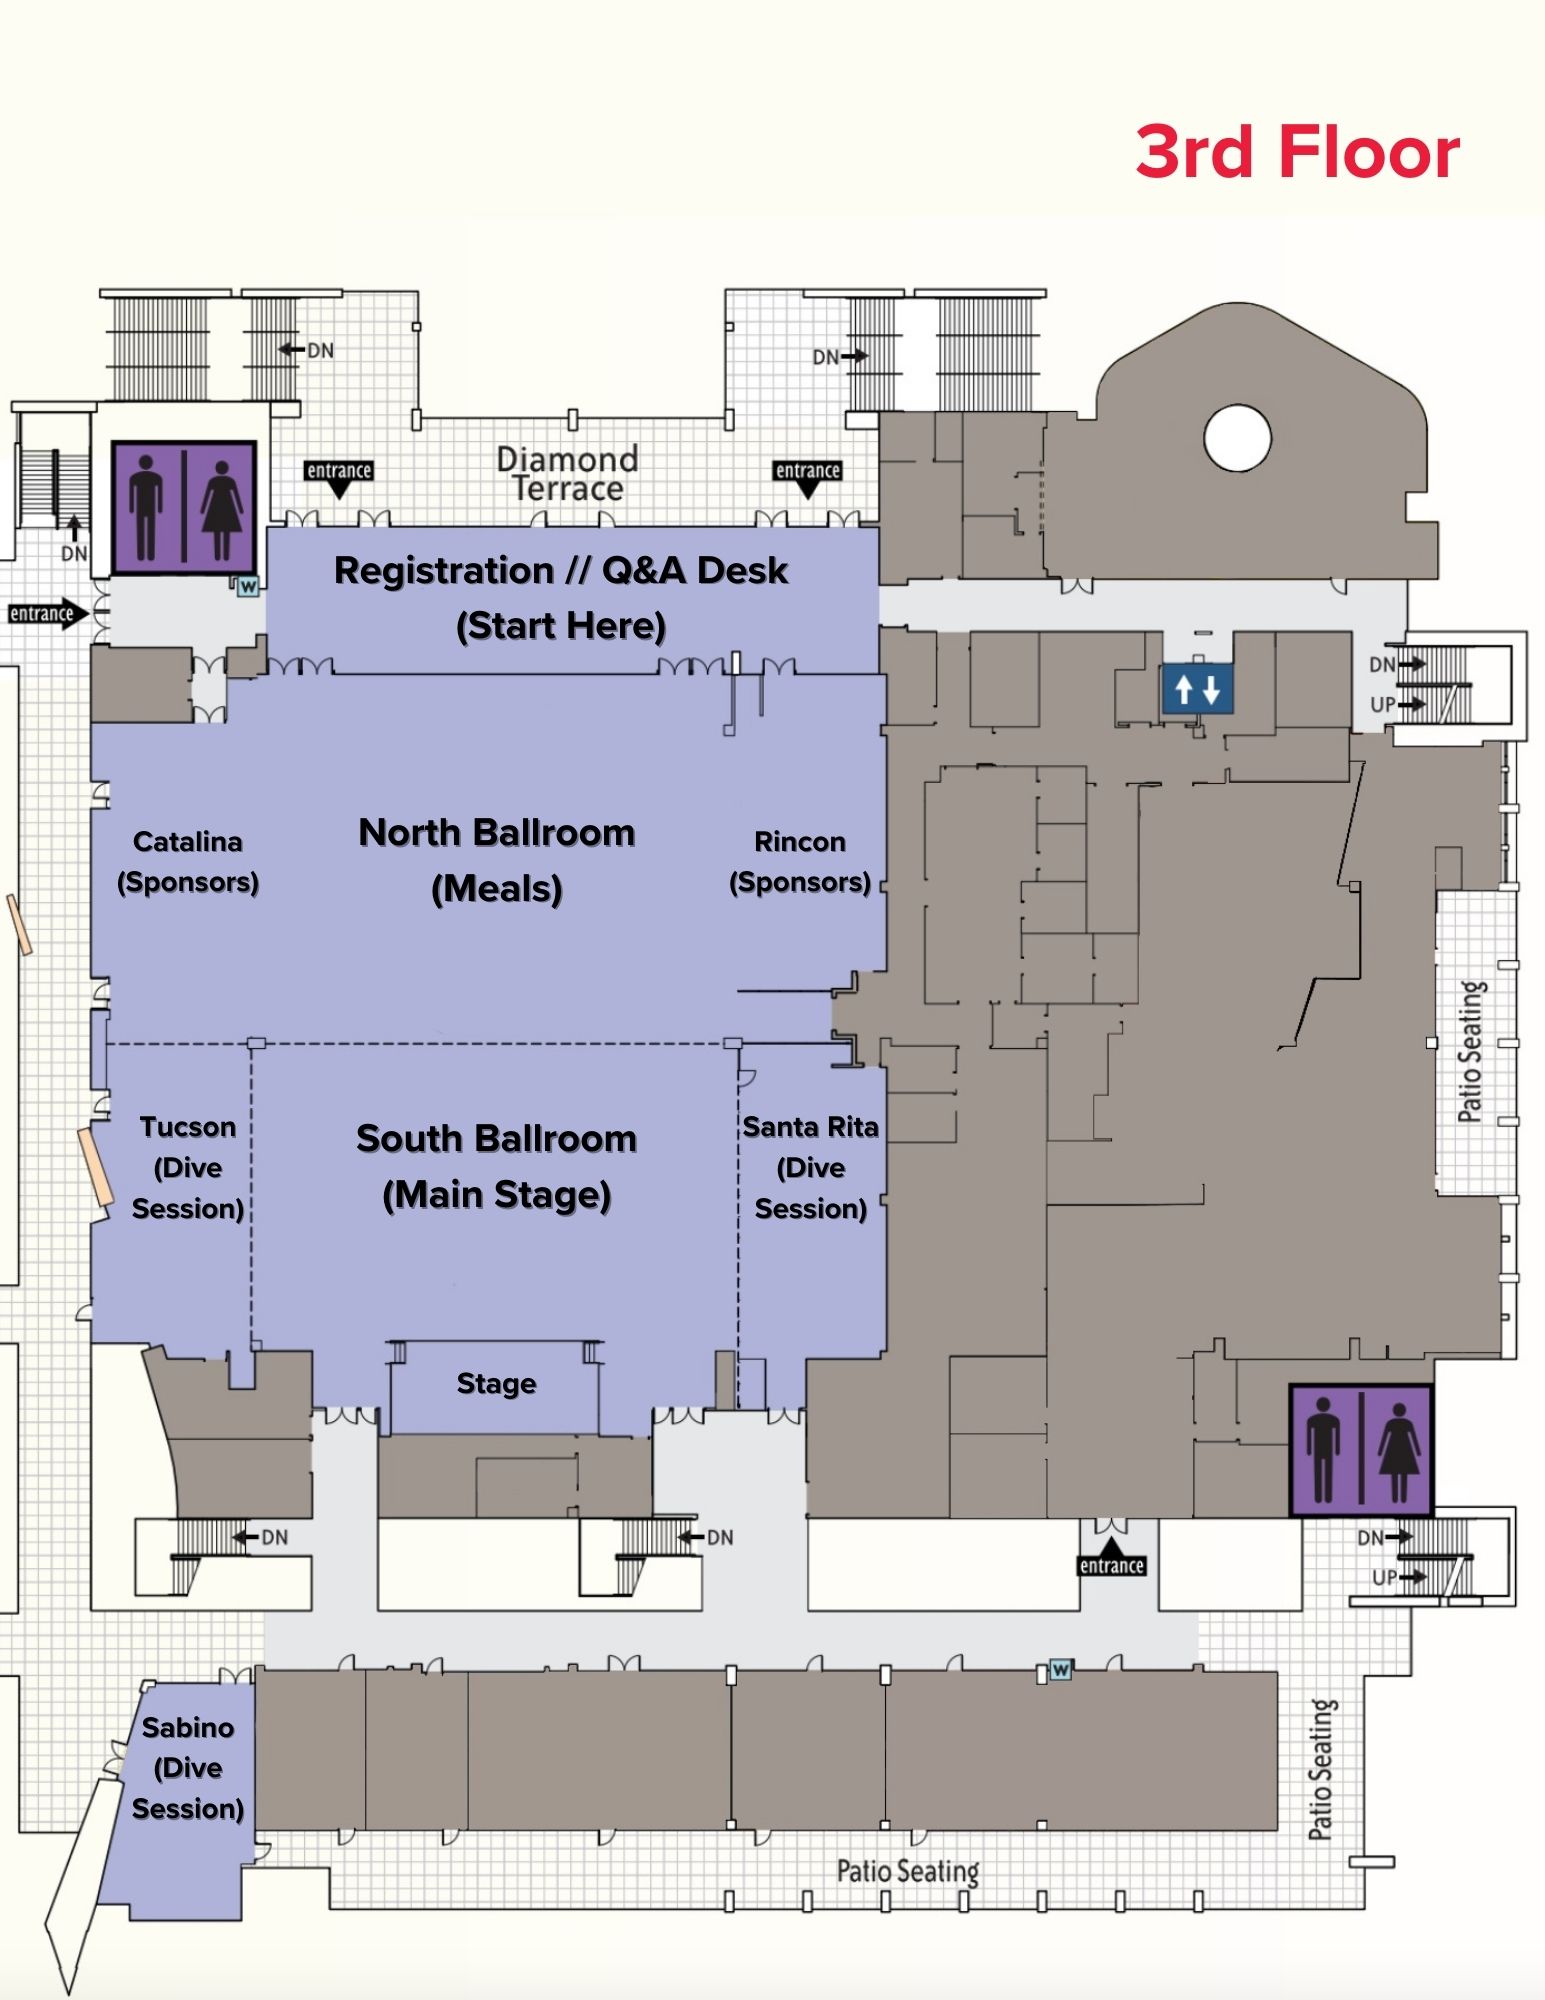 3rd Floor
DN
DN
Diamond
Terrace
entrance
entrance
DN
W
entrance
Registration // Q&A Desk
(Start Here)
DN
UP
Catalina
(Sponsors)
North Ballroom
(Meals)
Rincon
(Sponsors)
Patio Seating
Tucson
(Dive
Session)
South Ballroom
(Main Stage)
Santa Rita
(Dive
Session)
Stage
DN
DN
entrance
DN
UP
W
Sabino
(Dive
Session)
Patio Seating
Patio Seating